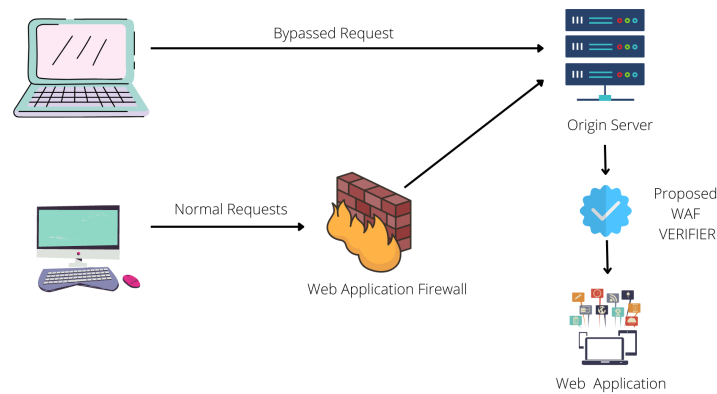 Bypassed Request
Origin Server
Normal Requests
Proposed
WAF
VERIFIER
Web Application Firewall
Web Application